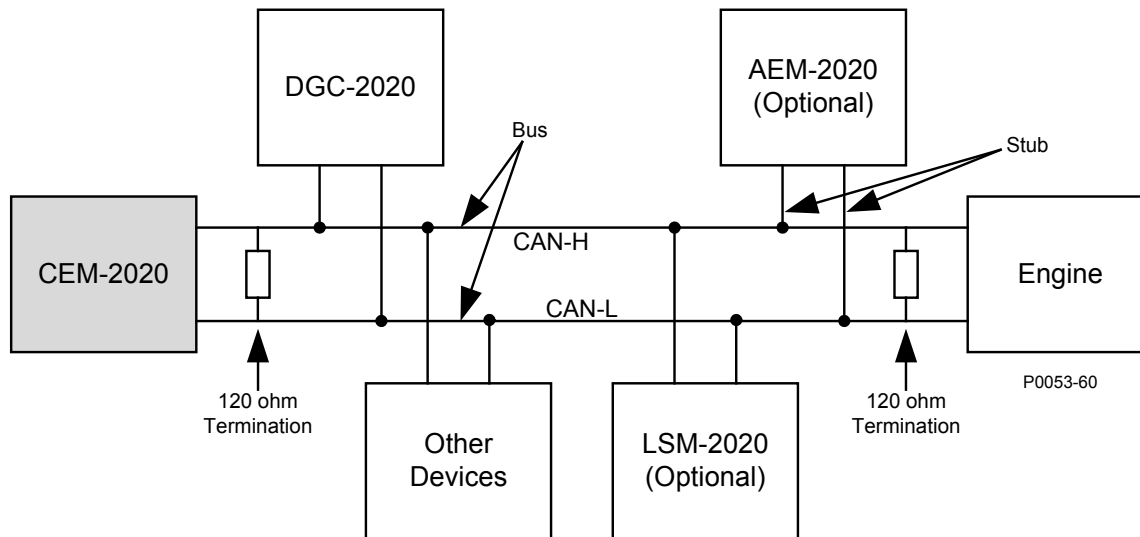 DGC-2020
AEM-2020
(Optional)
Bus
Stub
CAN-H
CEM-2020
Engine
CAN-L
P0053-60
120 ohm
Termination
120 ohm
Termination
Other
Devices
LSM-2020
(Optional)